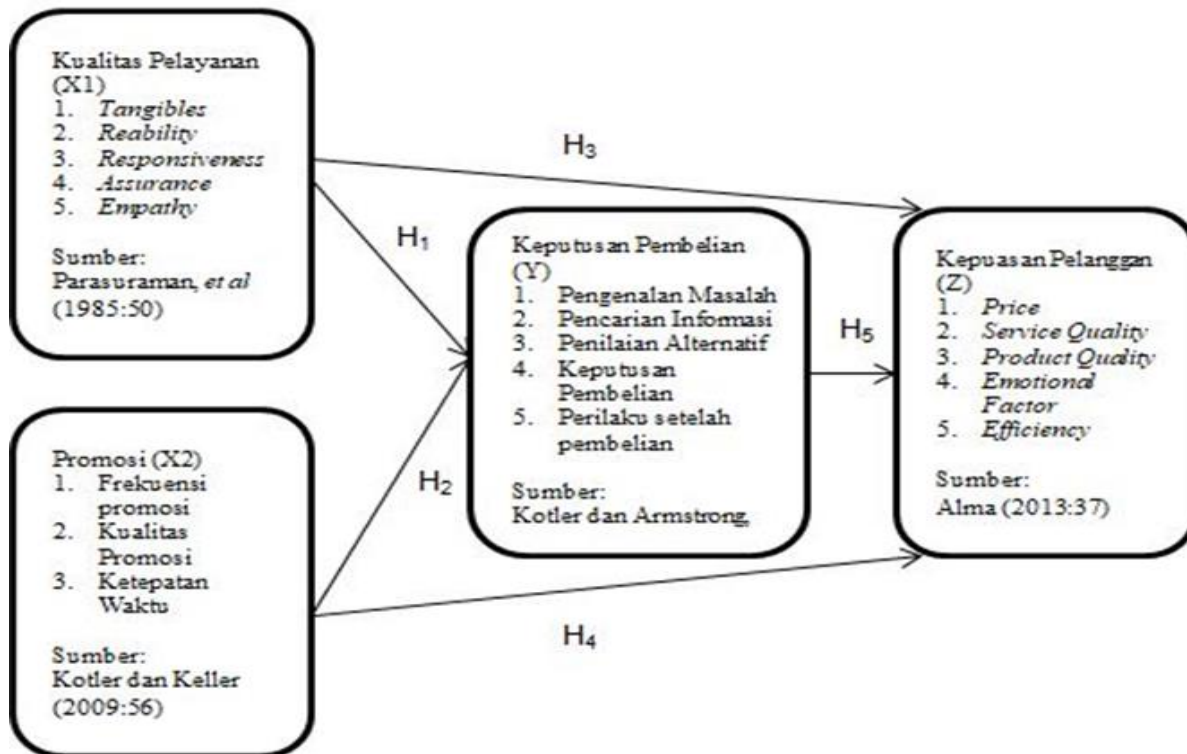 Kualitas Pelayanan
(X1)
1. Tangibles
2. Reability
3. Responsiveness
4. Assurance
5. Empathy
Sumber:
Parasuraman, et al
(1985:50)
H3
H1
Keputusan Pembelian
(Y)
1. Pengenalan Masalah
2. Pencarian Informasi
3. Penilaian Alternatif
4. Keputusan
Pembelian
5. Perilaku setelah
pembelian
Sumber:
Kotler dan Armstrong,
H5
Kepuasan Pelanggan
(Z)
1. Price
2. Service Quality
3. Product Quality
4. Emotional
Factor
5. Efficiency
Sumber:
Alma (2013:37)
Promosi (X2)
1. Frekuensi
promosi
2. Kualitas
Promosi
3. Ketepatan
Waktu
Sumber:
Kotler dan Keller
(2009:56)
H2
H4